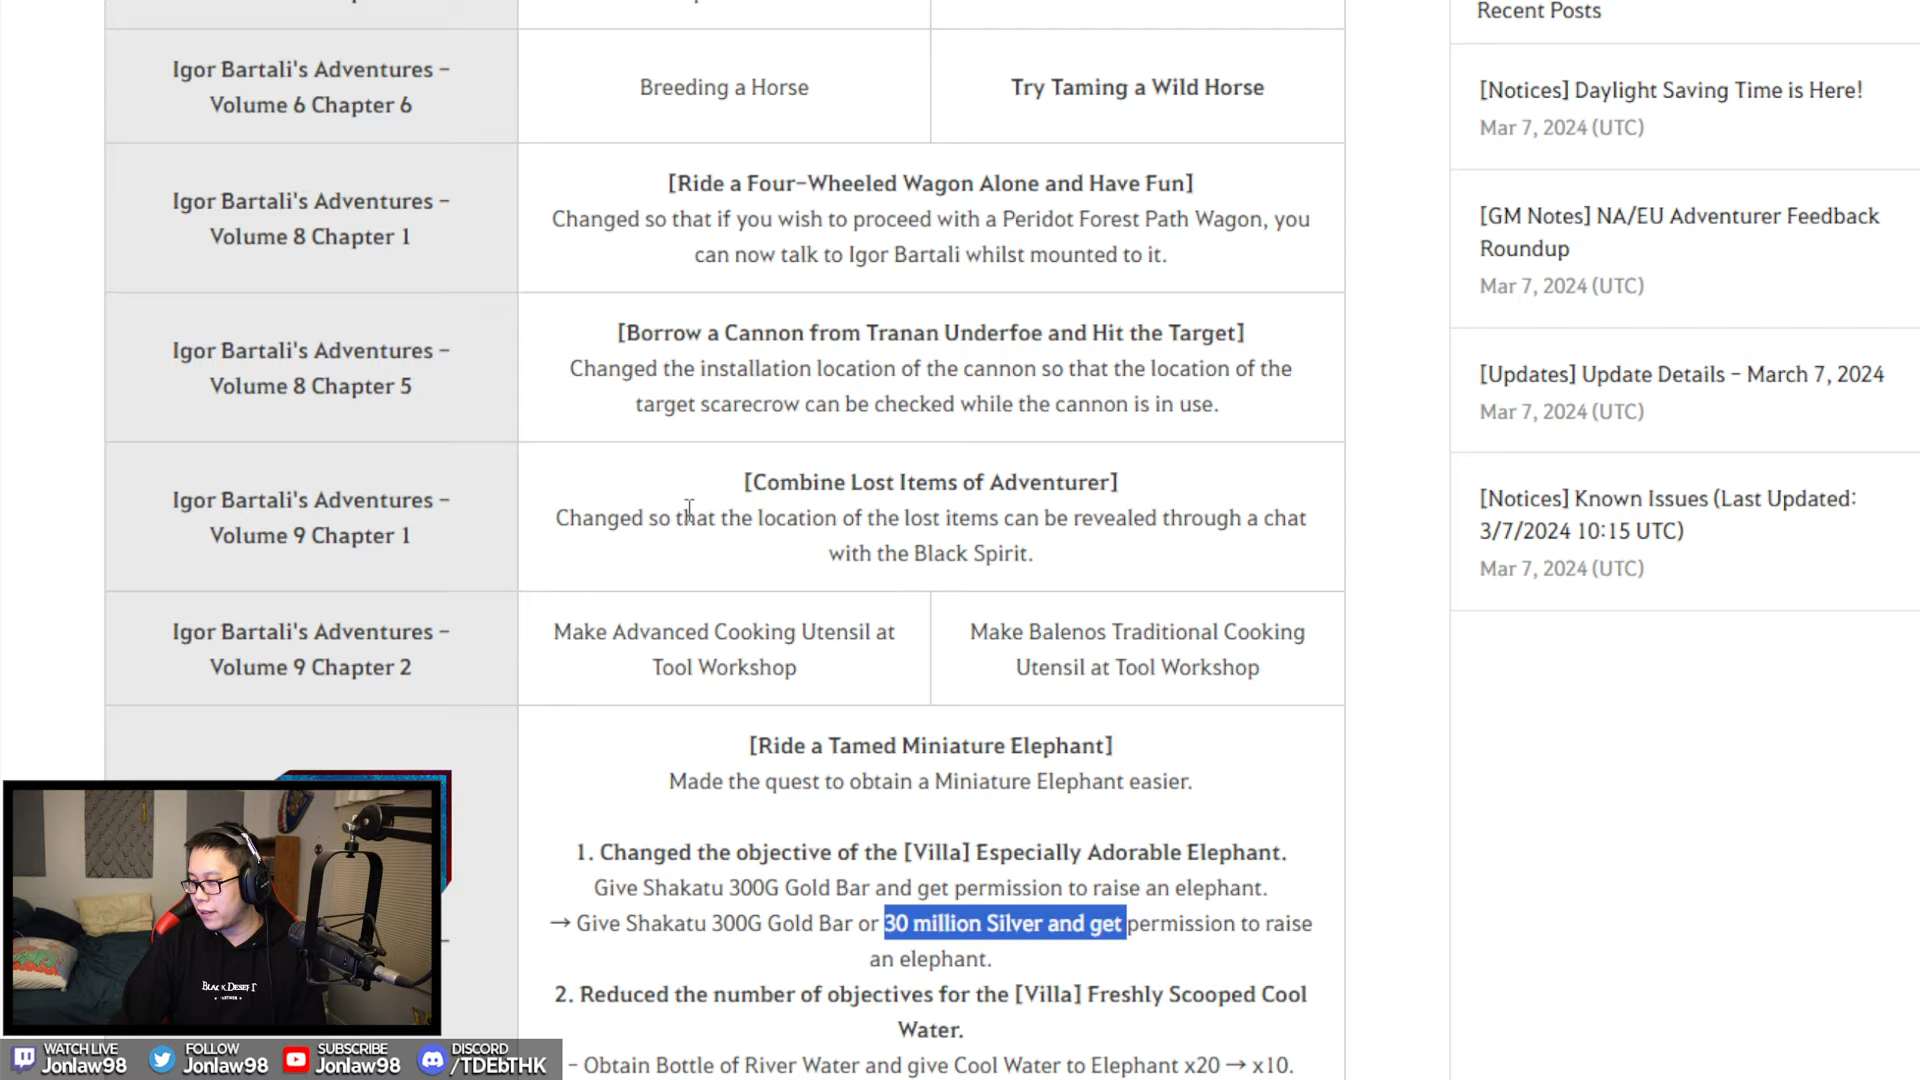 Recent Posts
Igor Bartali's Adventures –
Volume 6 Chapter 6
Breeding a Horse
Try Taming a Wild Horse
Igor Bartali's Adventures –
Volume 8 Chapter 1
[Ride a Four-Wheeled Wagon Alone and Have Fun]
Changed so that if you wish to proceed with a Peridot Forest Path Wagon, you
can now talk to Igor Bartali whilst mounted to it.
Igor Bartali's Adventures –
Volume 8 Chapter 5
[Borrow a Cannon from Tranan Underfoe and Hit the Target]
Changed the installation location of the cannon so that the location of the
target scarecrow can be checked while the cannon is in use.
Igor Bartali's Adventures –
Volume 9 Chapter 1
[Combine Lost Items of Adventurer]
Changed so that the location of the lost items can be revealed through a chat
with the Black Spirit.
Igor Bartali's Adventures –
Volume 9 Chapter 2
Make Advanced Cooking Utensil at
Tool Workshop
Make Balenos Traditional Cooking
Utensil at Tool Workshop
[Ride a Tamed Miniature Elephant]
Made the quest to obtain a Miniature Elephant easier.
1. Changed the objective of the [Villa] Especially Adorable Elephant.
Give Shakatu 300G Gold Bar and get permission to raise an elephant.
→ Give Shakatu 300G Gold Bar or 30 million Silver and get permission to raise
an elephant.
2. Reduced the number of objectives for the [Villa] Freshly Scooped Cool
Water.
– Obtain Bottle of River Water and give Cool Water to Elephant x20 → x10.
[Notices] Daylight Saving Time is Here!
Mar 7, 2024 (UTC)
[GM Notes] NA/EU Adventurer Feedback
Roundup
Mar 7, 2024 (UTC)
[Updates] Update Details – March 7, 2024
Mar 7, 2024 (UTC)
[Notices] Known Issues (Last Updated:
3/7/2024 10:15 UTC)
Mar 7, 2024 (UTC)
BLACK DESERT
WATCH LIVE
Jonlaw98
FOLLOW
Jonlaw98
SUBSCRIBE
Jonlaw98
DISCORD
/TDEbTHK